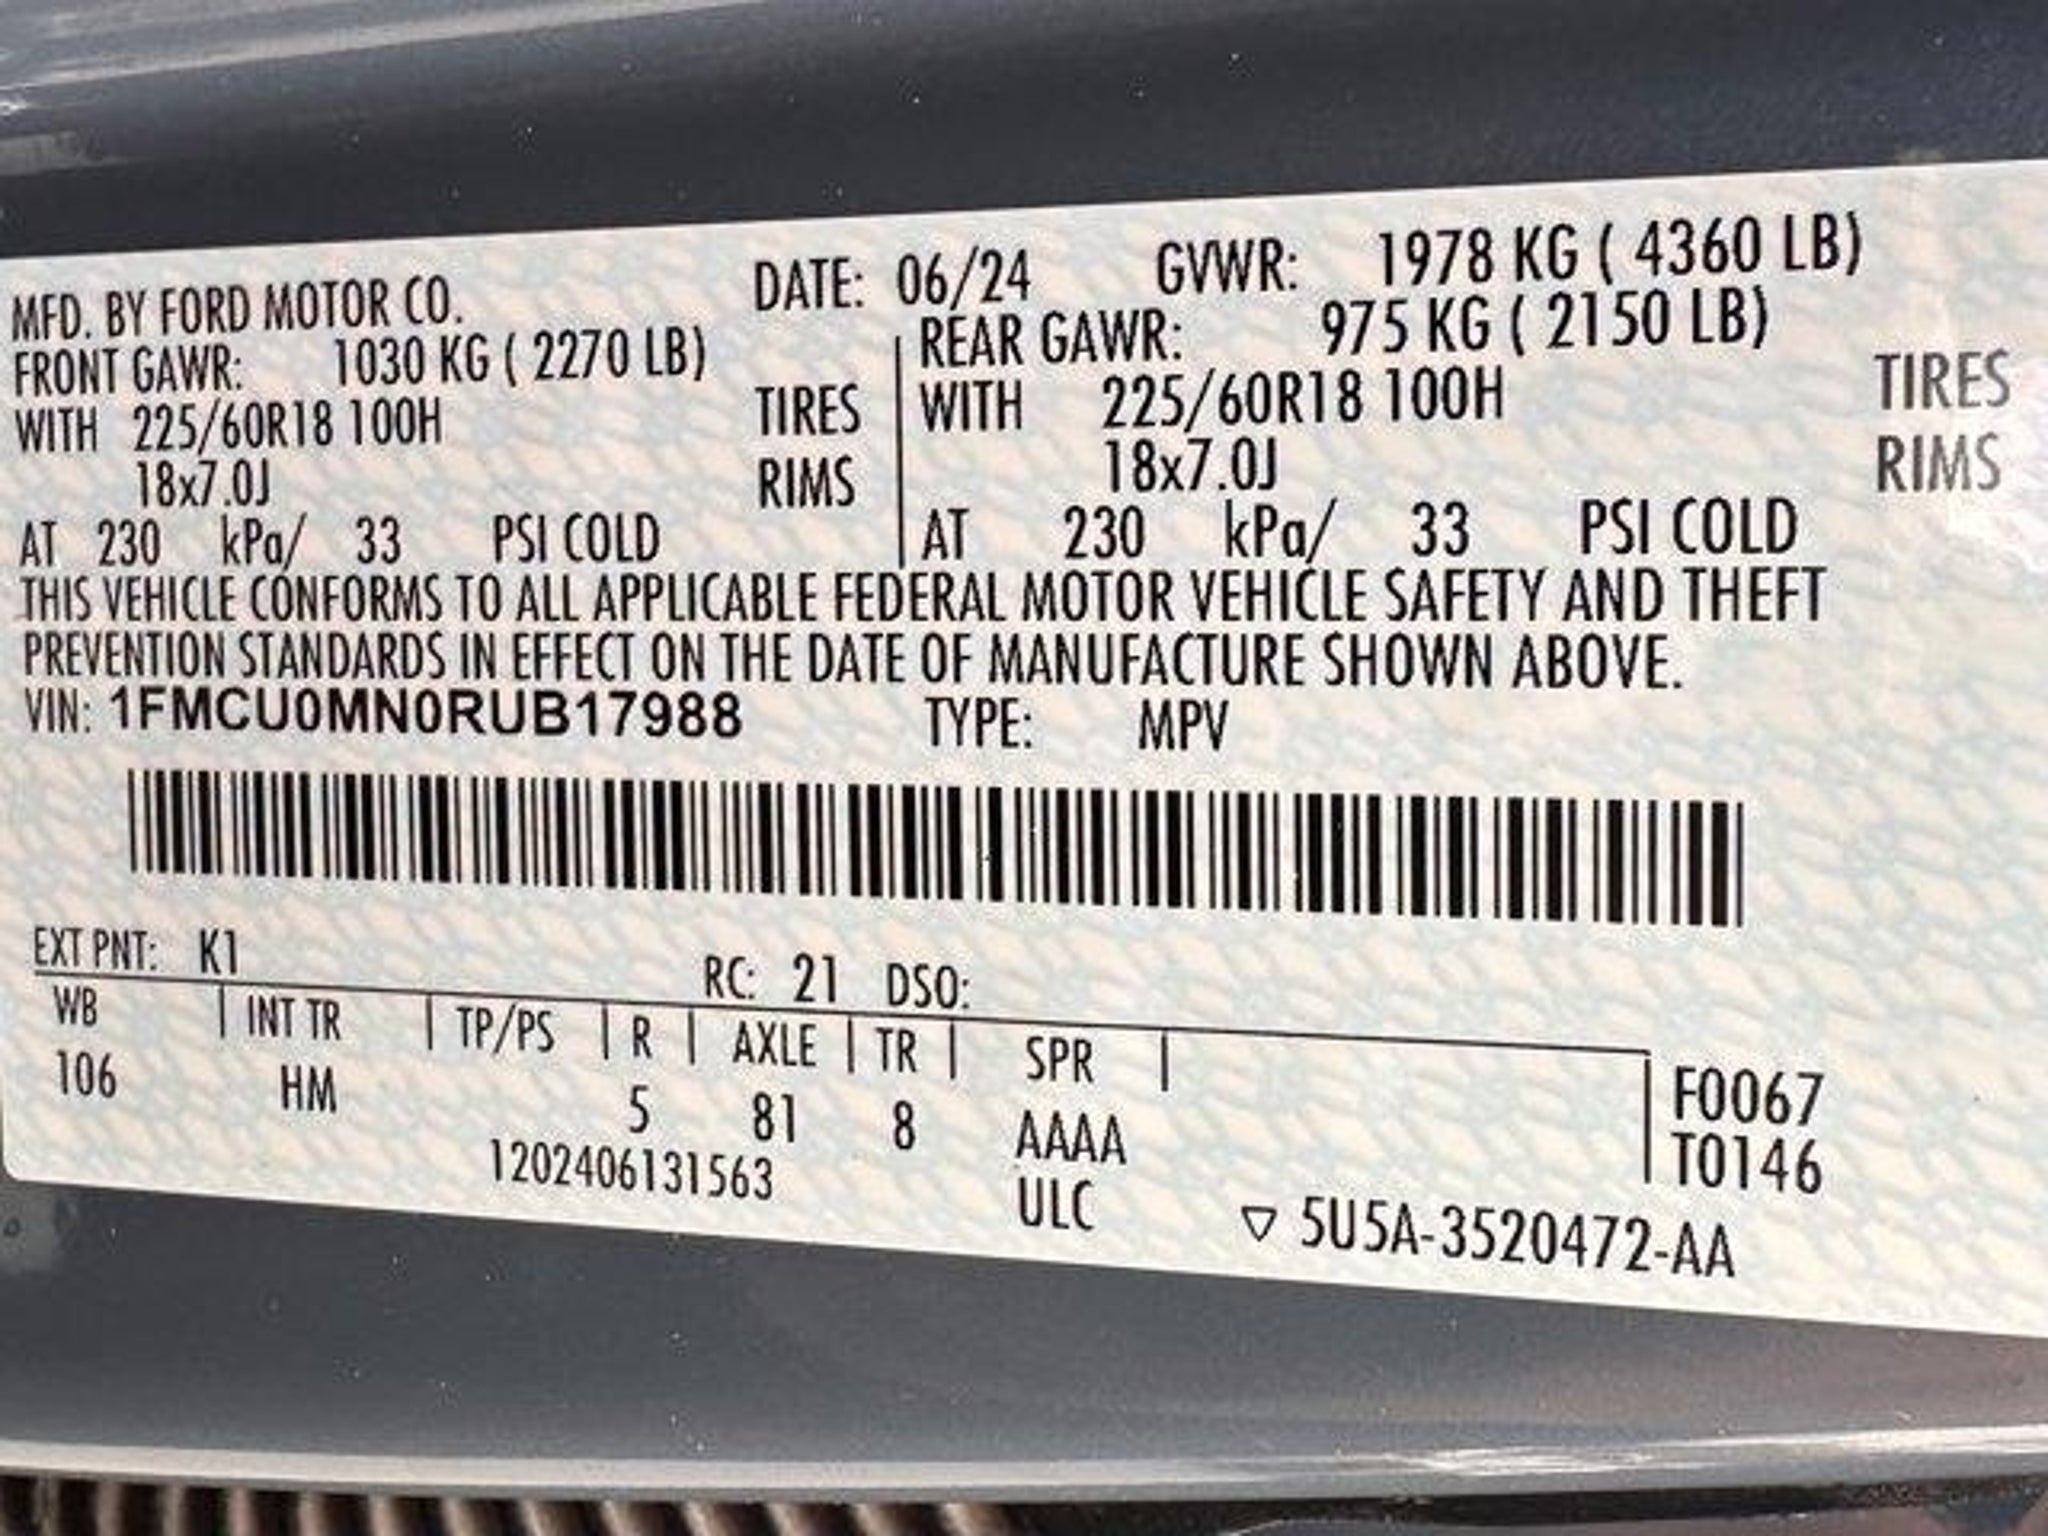 MFD. BY FORD MOTOR CO. DATE: 06/24 GVWR: 1978 KG ( 4360 LB)
FRONT GAWR: 1030 KG ( 2270 LB) REAR GAWR: 975 KG ( 2150 LB)
WITH 225/60R18 100H TIRES WITH 225/60R18 100H TIRES
18x7.0J RIMS 18x7.0J RIMS
AT 230 kPa/ 33 PSI COLD AT 230 kPa/ 33 PSI COLD
THIS VEHICLE CONFORMS TO ALL APPLICABLE FEDERAL MOTOR VEHICLE SAFETY AND THEFT
PREVENTION STANDARDS IN EFFECT ON THE DATE OF MANUFACTURE SHOWN ABOVE.
VIN: 1FMCU0MN0RUB17988 TYPE: MPV
EXT PNT: K1 RC: 21 DSO:
WB INT TR TP/PS R AXLE TR SPR F0067
106 HM 5 81 8 AAAA T0146
1202406131563 ULC ▽ 5U5A-3520472-AA